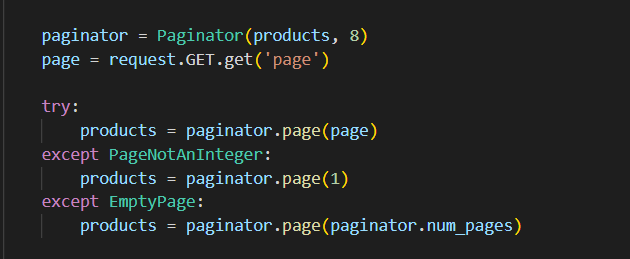 paginator = Paginator(products, 8)
page = request.GET.get('page')
try:
    products = paginator.page(page)
except PageNotAnInteger:
    products = paginator.page(1)
except EmptyPage:
    products = paginator.page(paginator.num_pages)